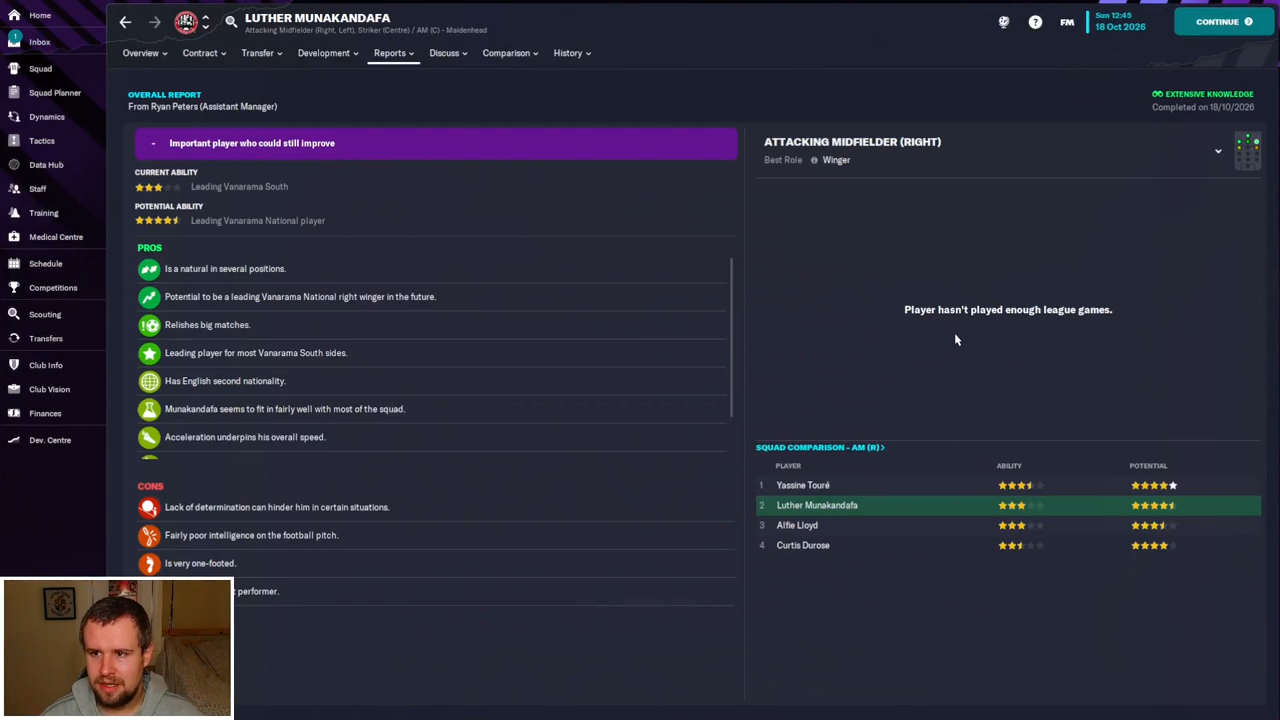 Home
Inbox
1
Squad
Squad Planner
Dynamics
Tactics
Data Hub
Staff
Training
Medical Centre
Schedule
Competitions
Scouting
Transfers
Club Info
Club Vision
Finances
Dev. Centre
LUTHER MUNAKANDAFA
Attacking Midfielder (Right, Left), Striker (Centre) / AM (C) - Maidenhead
FM
Sun 12:45
18 Oct 2026
CONTINUE
Overview Contract Transfer Development Reports Discuss Comparison History
OVERALL REPORT
From Ryan Peters (Assistant Manager)
EXTENSIVE KNOWLEDGE
Completed on 18/10/2026
- Important player who could still improve
CURRENT ABILITY
Leading Vanarama South
POTENTIAL ABILITY
Leading Vanarama National player
PROS
Is a natural in several positions.
Potential to be a leading Vanarama National right winger in the future.
Relishes big matches.
Leading player for most Vanarama South sides.
Has English second nationality.
Munakandafa seems to fit in fairly well with most of the squad.
Acceleration underpins his overall speed.
CONS
Lack of determination can hinder him in certain situations.
Fairly poor intelligence on the football pitch.
Is very one-footed.
performer.
ATTACKING MIDFIELDER (RIGHT)
Best Role Winger
Player hasn't played enough league games.
SQUAD COMPARISON - AM (R) >
PLAYER ABILITY POTENTIAL
1 Yassine Touré
2 Luther Munakandafa
3 Alfie Lloyd
4 Curtis Durose